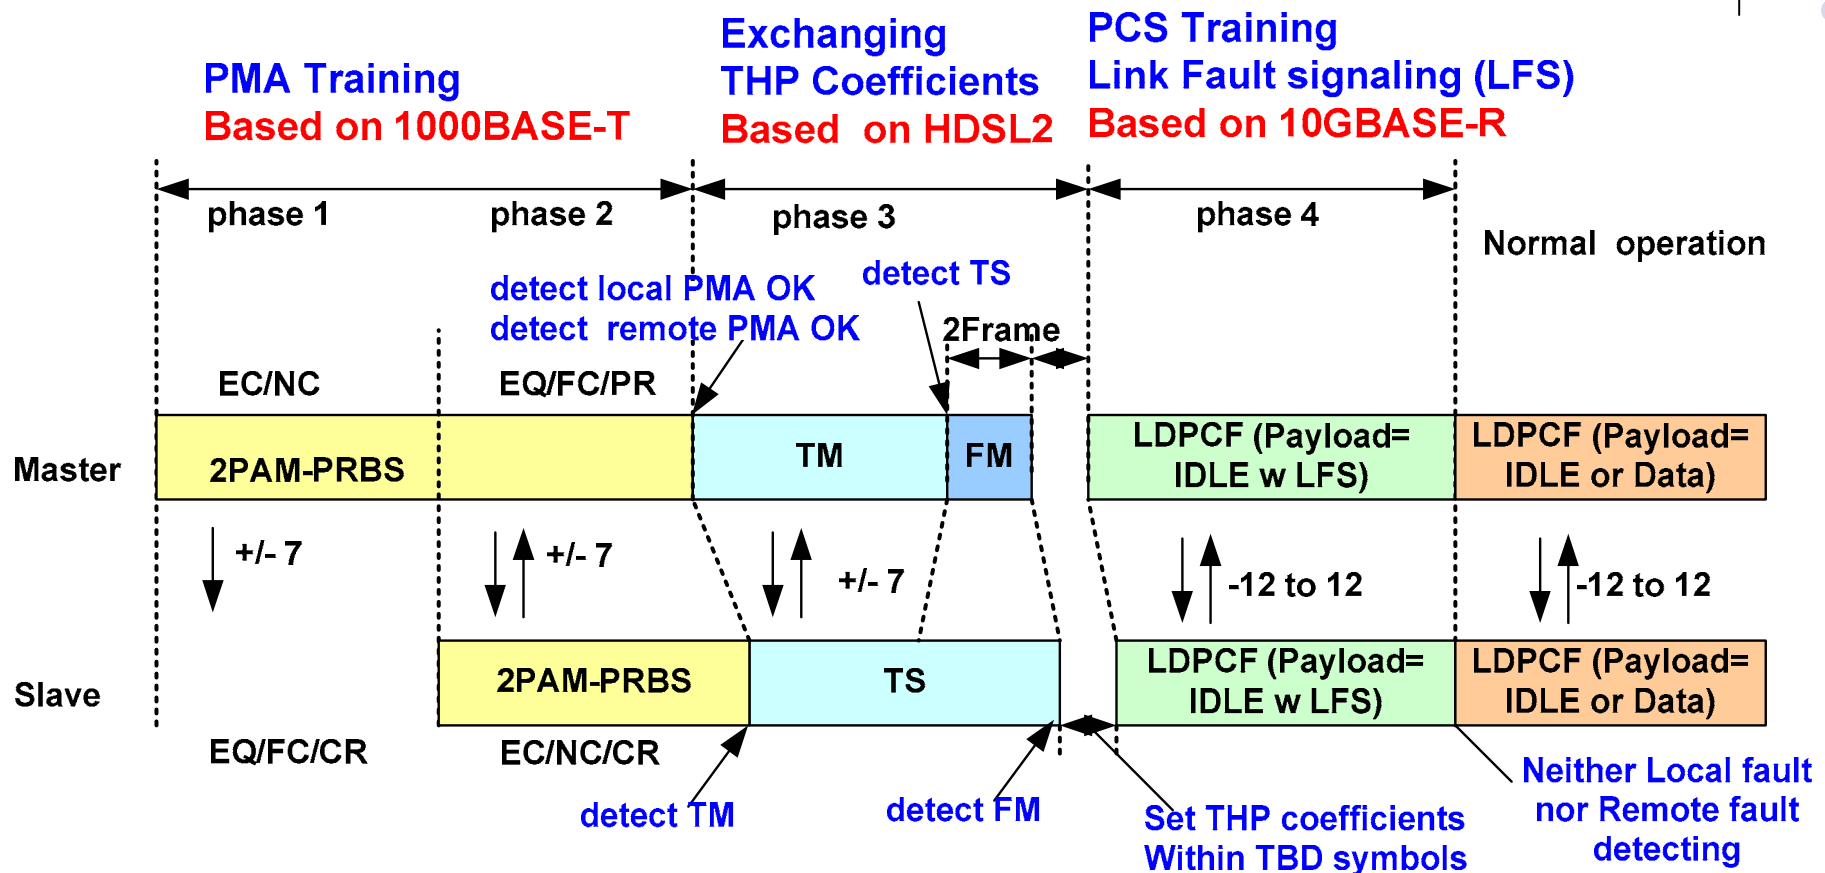 PMA Training
Based on 1000BASE-T
Exchanging
THP Coefficients
Based on HDSL2
PCS Training
Link Fault signaling (LFS)
Based on 10GBASE-R
phase 1
phase 2
phase 3
phase 4
Normal operation
detect local PMA OK
detect remote PMA OK
detect TS
2Frame
EC/NC
EQ/FC/PR
Master
2PAM-PRBS
TM
FM
LDPCF (Payload=
IDLE w LFS)
LDPCF (Payload=
IDLE or Data)
+/- 7
+/- 7
+/- 7
-12 to 12
-12 to 12
Slave
2PAM-PRBS
TS
LDPCF (Payload=
IDLE w LFS)
LDPCF (Payload=
IDLE or Data)
EQ/FC/CR
EC/NC/CR
detect TM
detect FM
Set THP coefficients
Within TBD symbols
Neither Local fault
nor Remote fault
detecting